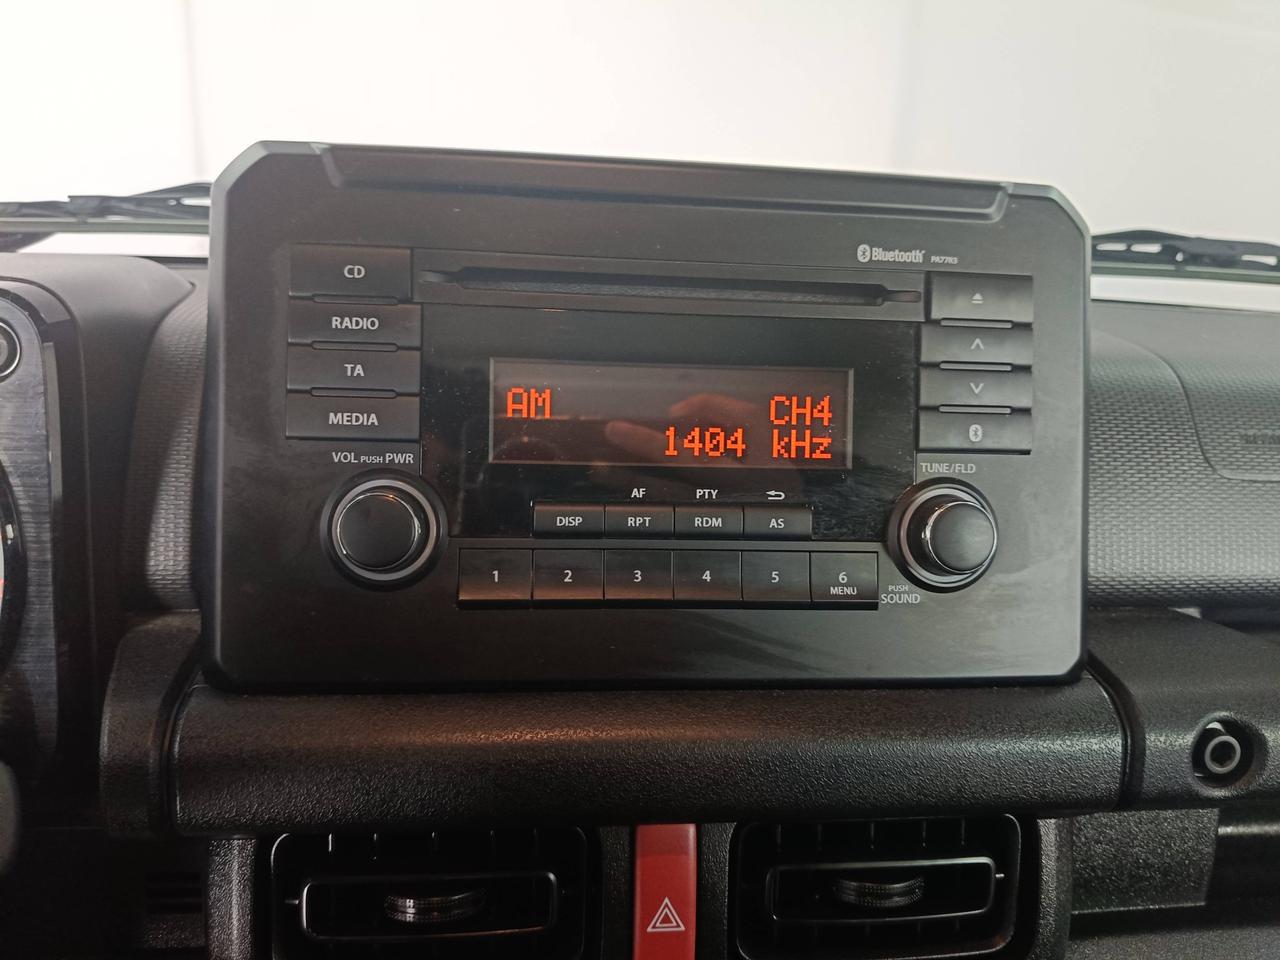 Bluetooth PA77R3
CD
RADIO
TA
MEDIA
AM CH4
1404 kHz
VOL PUSH PWR
TUNE/FLD
AF PTY
DISP RPT RDM AS
1 2 3 4 5 6
MENU
PUSH
SOUND